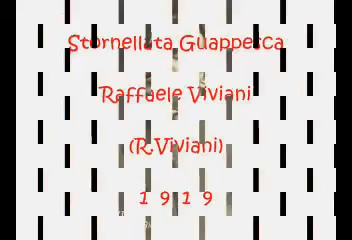 Stornellata Guappesca
Raffaele Viviani
(R.Viviani)
1 9 1 9